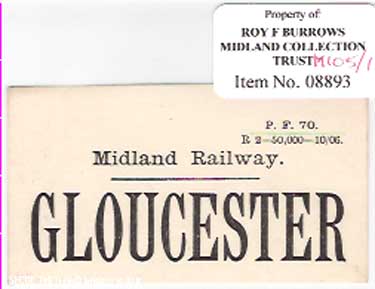 Property of:
ROY F BURROWS
MIDLAND COLLECTION
TRUST M105/1
Item No. 08893
P. F. 70.
R 2—50,000—10/06.
Midland Railway.
GLOUCESTER